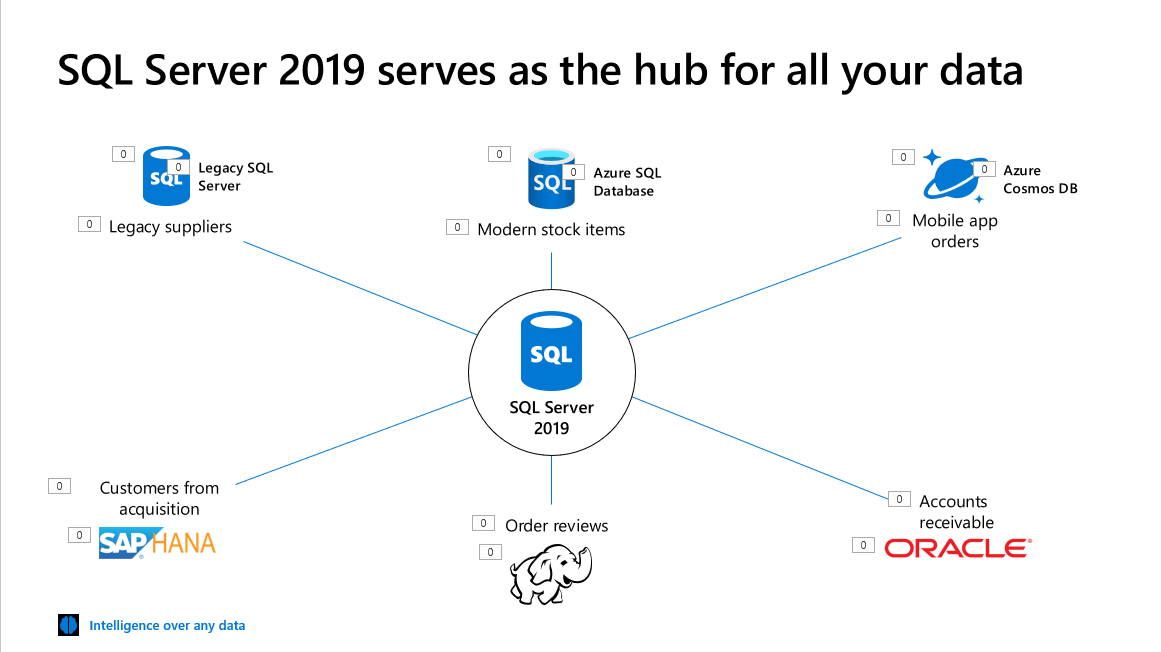 SQL Server 2019 serves as the hub for all your data
0
0
SQL
Legacy SQL
Server
0
Legacy suppliers
0
0
SQL
Azure SQL
Database
0
Modern stock items
0
0
Azure
Cosmos DB
0
Mobile app
orders
SQL
SQL Server
2019
0
Customers from
acquisition
0
SAP HANA
®
0
Order reviews
0
0
Accounts
receivable
0
ORACLE®
Intelligence over any data